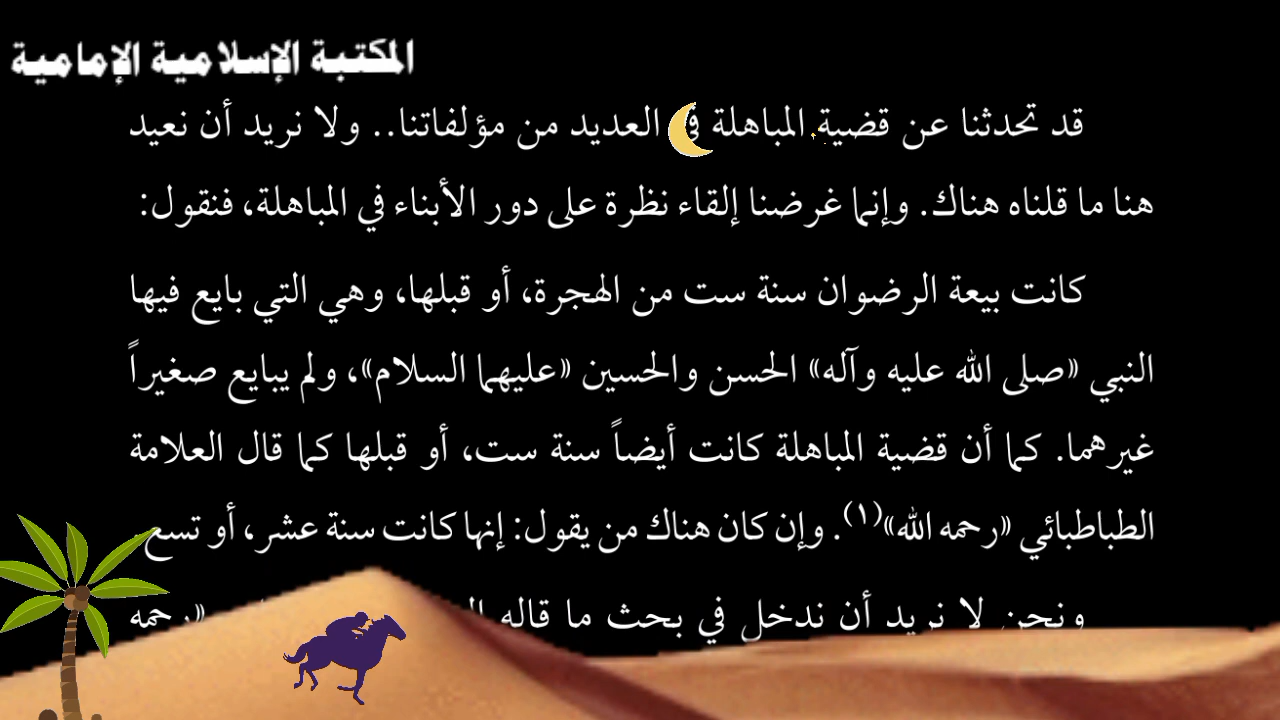 المكتبة الإسلامية الإمامية
قد تحدثنا عن قضية المباهلة في العديد من مؤلفاتنا.. ولا نريد أن نعيد
هنا ما قلناه هناك. وإنما غرضنا إلقاء نظرة على دور الأبناء في المباهلة، فنقول:
كانت بيعة الرضوان سنة ست من الهجرة، أو قبلها، وهي التي بايع فيها
النبي «صلى الله عليه وآله» الحسن والحسين «عليهما السلام»، ولم يبايع صغيراً
غيرهما. كما أن قضية المباهلة كانت أيضاً سنة ست، أو قبلها كما قال العلامة
الطباطبائي «رحمه الله»(١). وإن كان هناك من يقول: إنها كانت سنة عشر، أو تسع
ونحن لا نريد أن ندخل في بحث ما قاله «رحمه